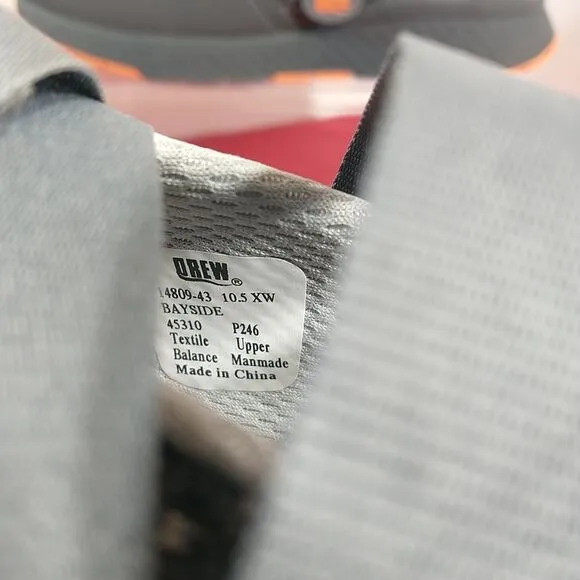 DREW®
14809-43 10.5 XW
BAYSIDE
45310 P246
Textile Upper
Balance Manmade
Made in China